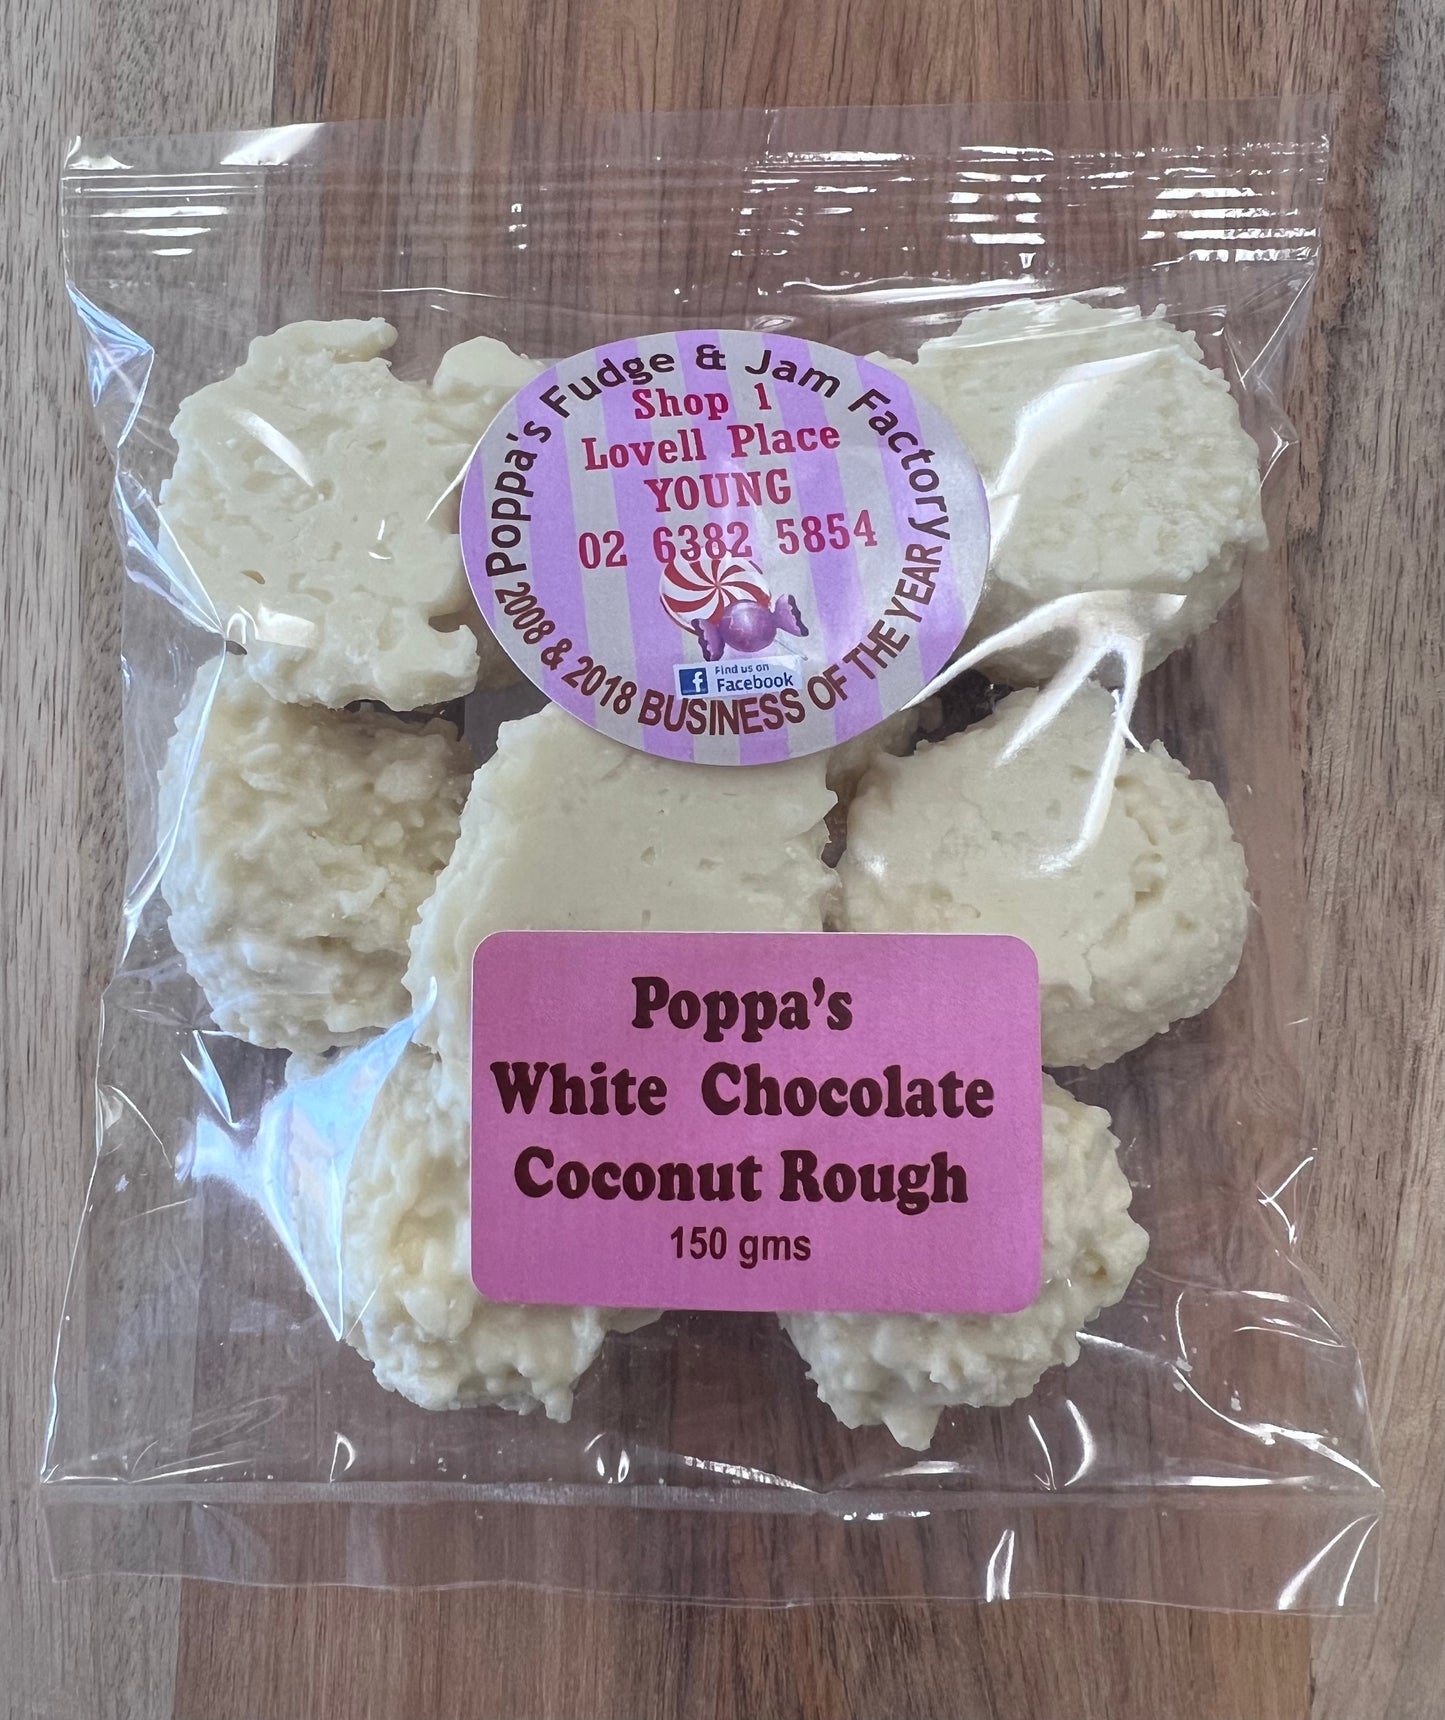 Poppa's Fudge & Jam Factory
Shop 1
Lovell Place
YOUNG
02 6382 5854
Find us on
f Facebook
2008 & 2018 BUSINESS OF THE YEAR
Poppa's
White Chocolate
Coconut Rough
150 gms